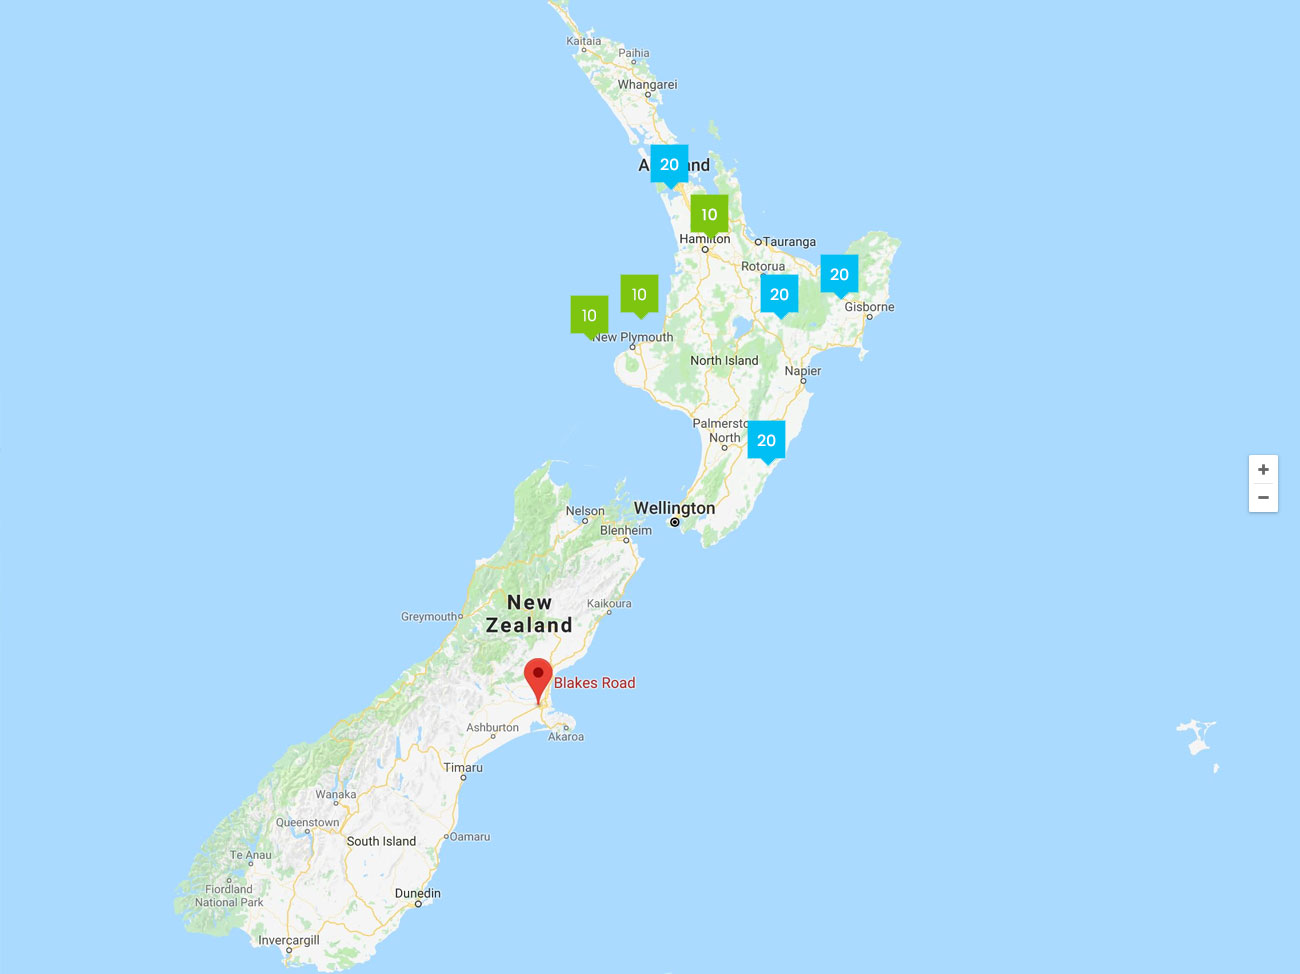 Kaitaia
Paihia
Whangarei
20
10
Hamilton
Tauranga
Rotorua
20
20
10
10
Gisborne
New Plymouth
North Island
Napier
Palmerston
North
20
Wellington
Nelson
Blenheim
New
Zealand
Kaikoura
Greymouth
Blakes Road
Ashburton
Akaroa
Timaru
Wanaka
Queenstown
Oamaru
South Island
Te Anau
Fiordland
National Park
Dunedin
Invercargill
+
−